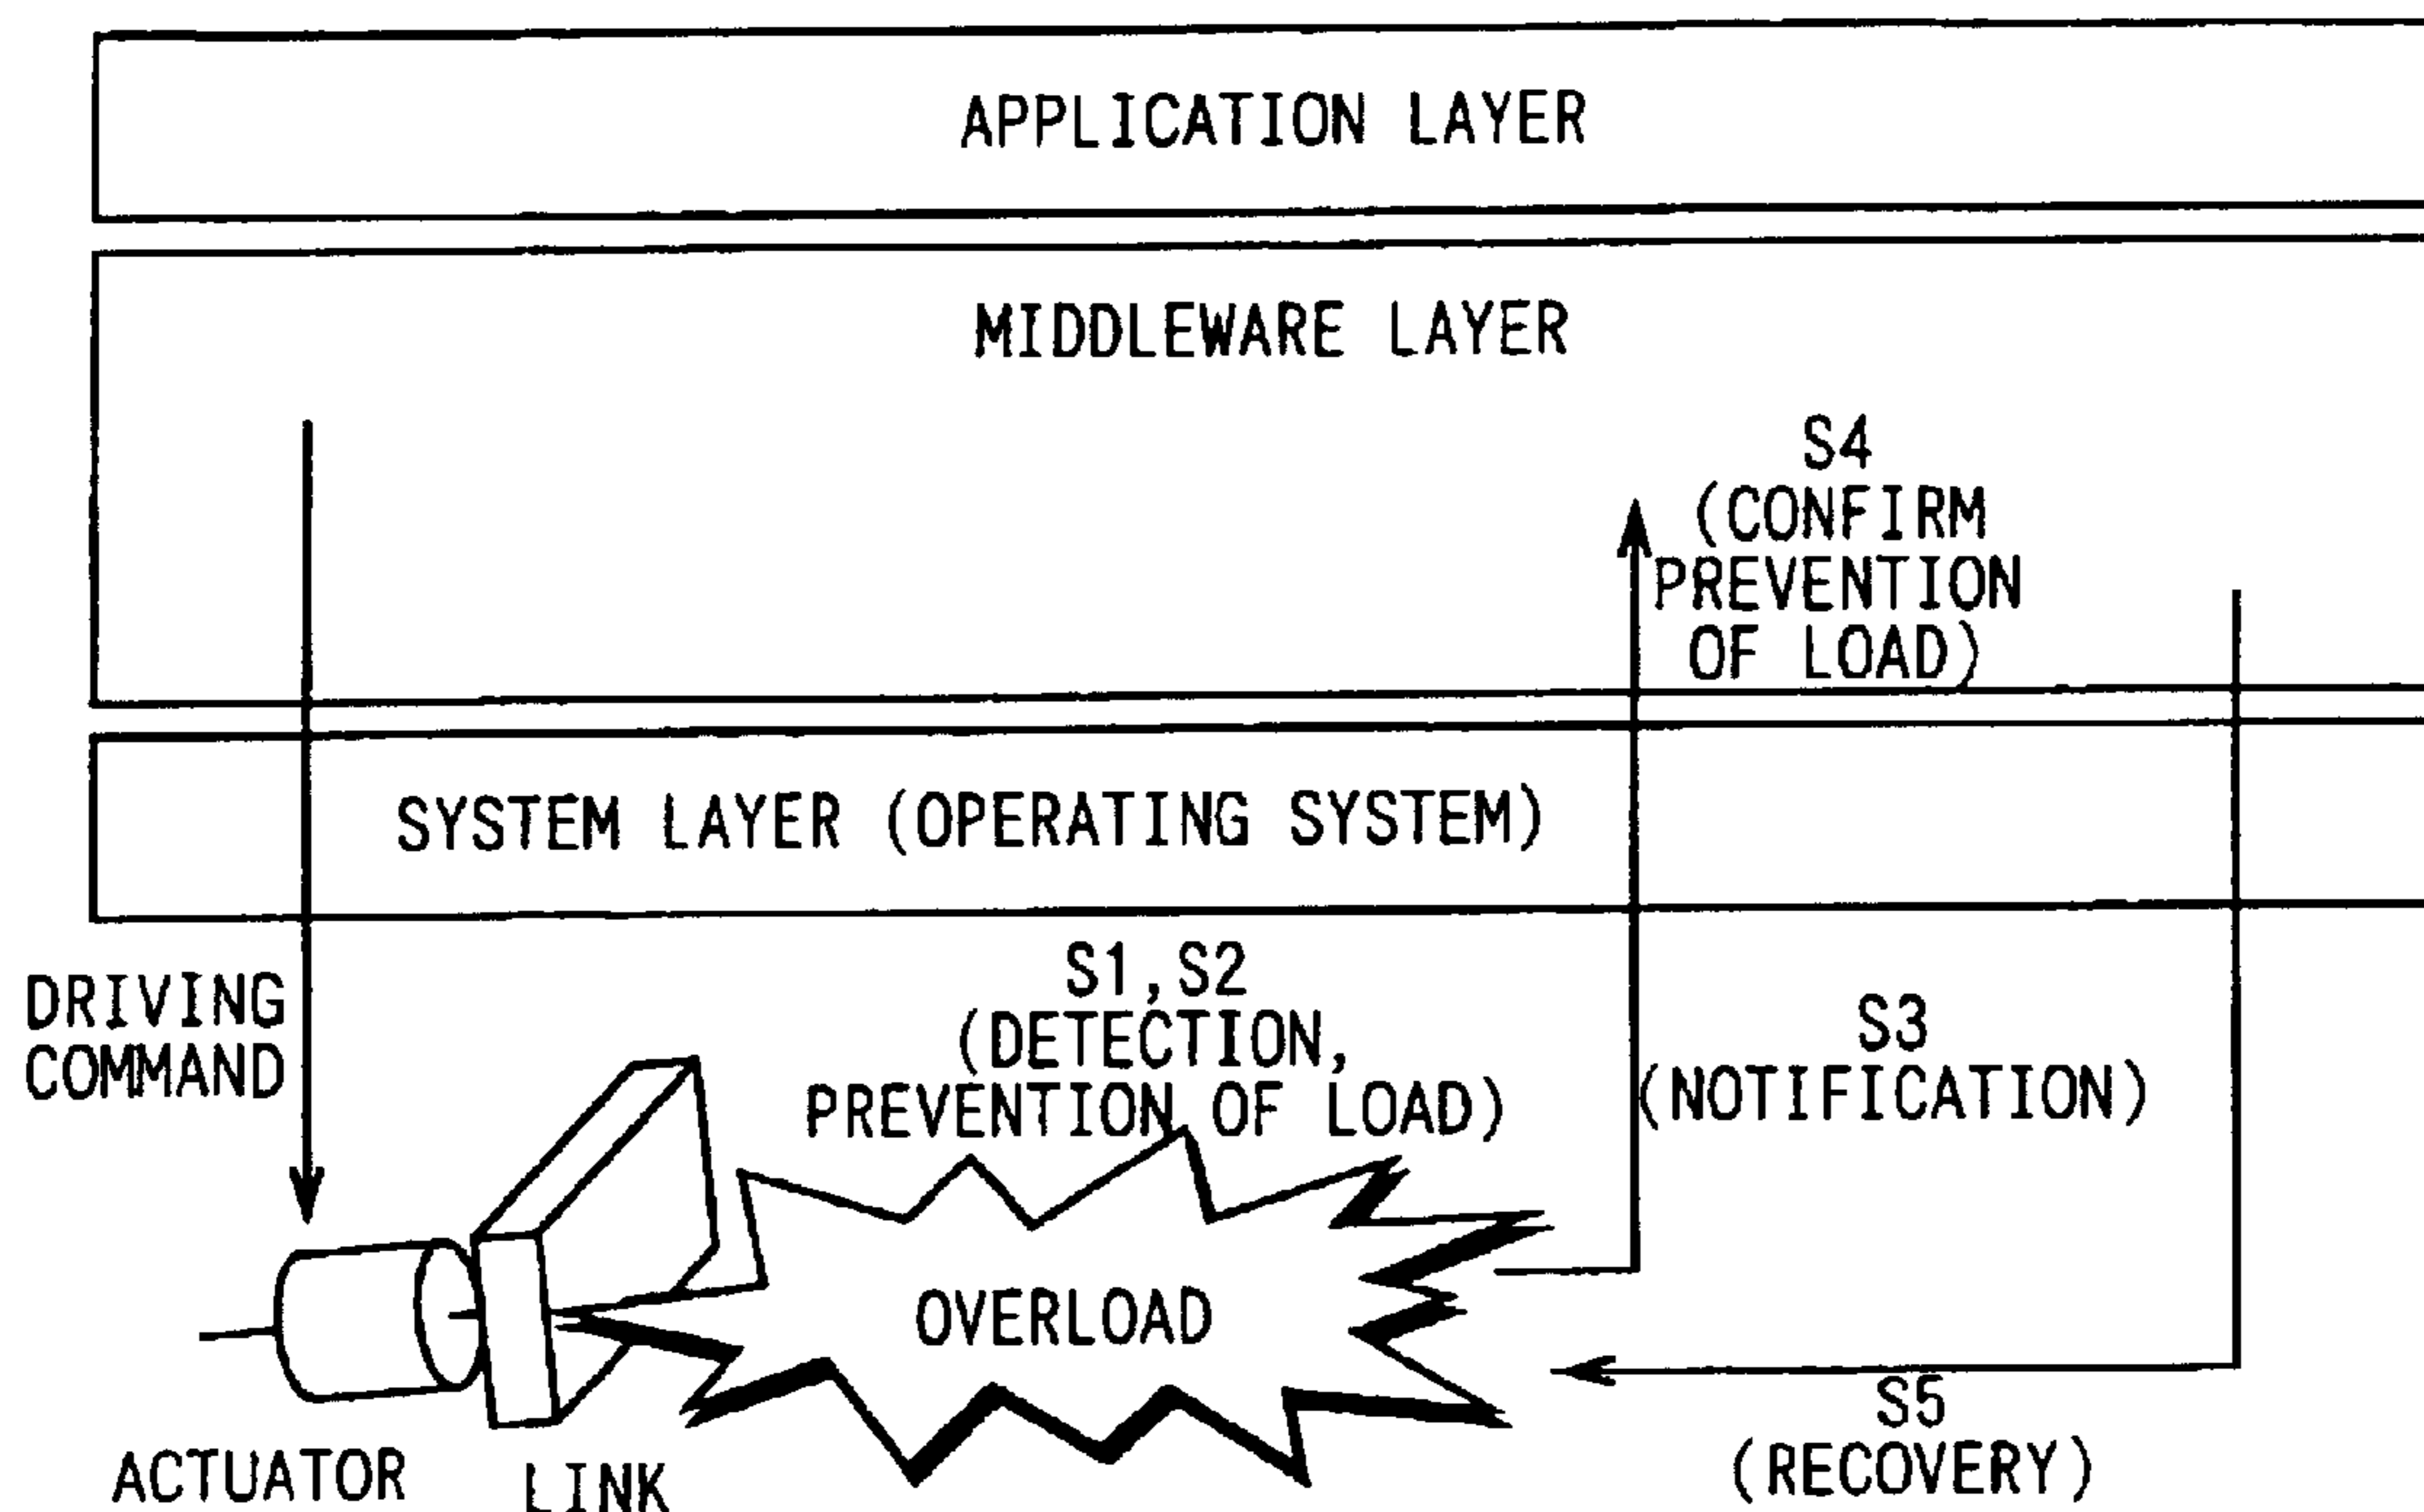 APPLICATION LAYER
MIDDLEWARE LAYER
S4
(CONFIRM
PREVENTION
OF LOAD)
SYSTEM LAYER (OPERATING SYSTEM)
DRIVING
COMMAND
S1,S2
(DETECTION,
PREVENTION OF LOAD)
S3
(NOTIFICATION)
OVERLOAD
S5
(RECOVERY)
ACTUATOR
LINK